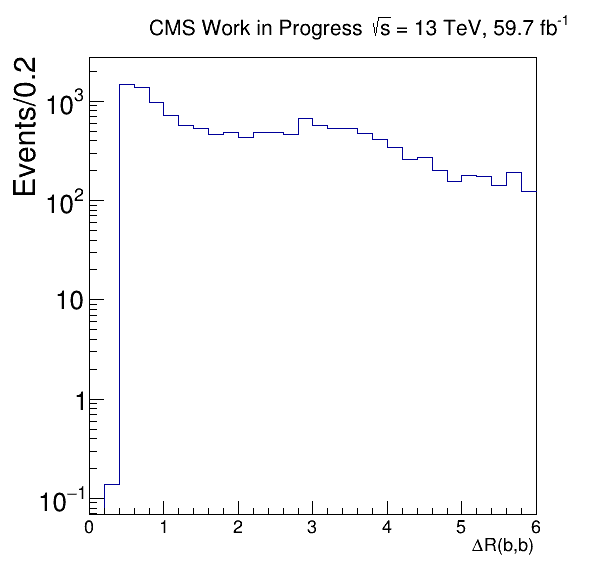 CMS Work in Progress √s = 13 TeV, 59.7 fb⁻¹
Events/0.2
10³
10²
10
1
10⁻¹
0 1 2 3 4 5 6
ΔR(b,b)